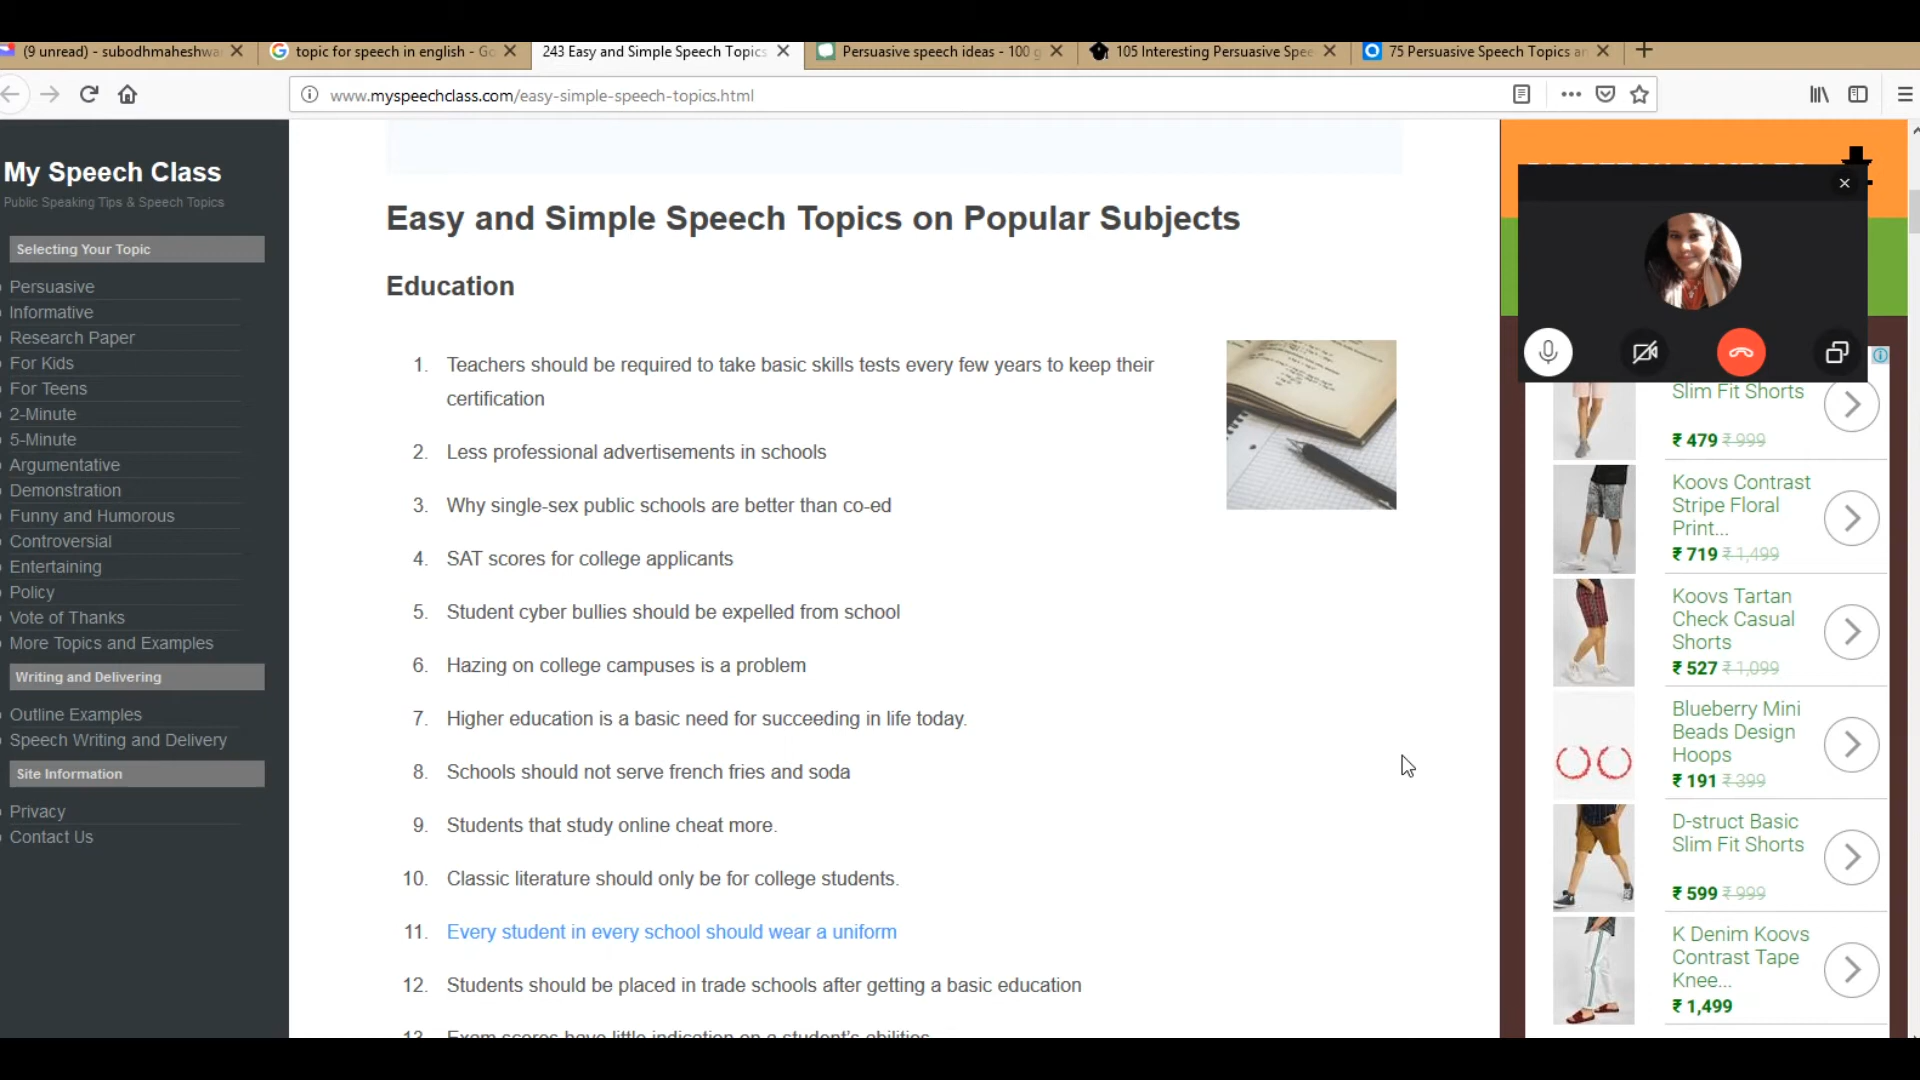 (9 unread) - subodhmaheshwa
topic for speech in english - Go
243 Easy and Simple Speech Topics
Persuasive speech ideas - 100 g
105 Interesting Persuasive Spee
75 Persuasive Speech Topics an
www.myspeechclass.com/easy-simple-speech-topics.html
My Speech Class
Public Speaking Tips & Speech Topics
Selecting Your Topic
Persuasive
Informative
Research Paper
For Kids
For Teens
2-Minute
5-Minute
Argumentative
Demonstration
Funny and Humorous
Controversial
Entertaining
Policy
Vote of Thanks
More Topics and Examples
Writing and Delivering
Outline Examples
Speech Writing and Delivery
Site Information
Privacy
Contact Us
Easy and Simple Speech Topics on Popular Subjects
Education
1. Teachers should be required to take basic skills tests every few years to keep their
certification
2. Less professional advertisements in schools
3. Why single-sex public schools are better than co-ed
4. SAT scores for college applicants
5. Student cyber bullies should be expelled from school
6. Hazing on college campuses is a problem
7. Higher education is a basic need for succeeding in life today.
8. Schools should not serve french fries and soda
9. Students that study online cheat more.
10. Classic literature should only be for college students.
11. Every student in every school should wear a uniform
12. Students should be placed in trade schools after getting a basic education
13. Exam scores have little indication on a student's abilities
Slim Fit Shorts
₹ 479 ₹ 999
Koovs Contrast
Stripe Floral
Print...
₹ 719 ₹ 1,499
Koovs Tartan
Check Casual
Shorts
₹ 527 ₹ 1,099
Blueberry Mini
Beads Design
Hoops
₹ 191 ₹ 399
D-struct Basic
Slim Fit Shorts
₹ 599 ₹ 999
K Denim Koovs
Contrast Tape
Knee...
₹ 1,499